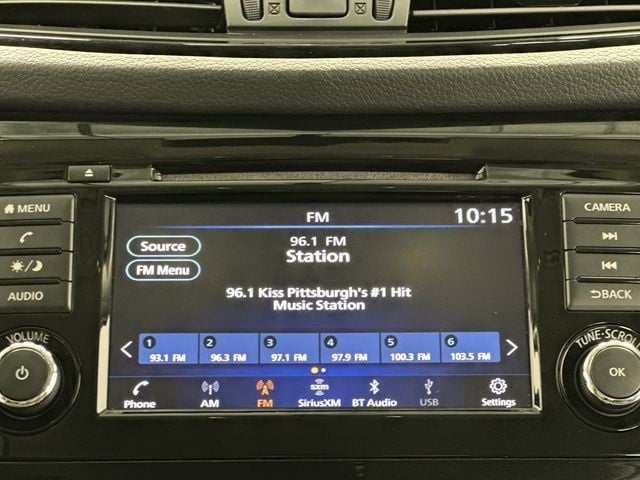 MENU
AUDIO
VOLUME
FM
10:15
Source
FM Menu
96.1 FM
Station
96.1 Kiss Pittsburgh's #1 Hit
Music Station
1 2 3 4 5 6
93.1 FM 96.3 FM 97.1 FM 97.9 FM 100.3 FM 103.5 FM
Phone AM FM SiriusXM BT Audio USB Settings
sxm
CAMERA
BACK
TUNE·SCROLL
OK